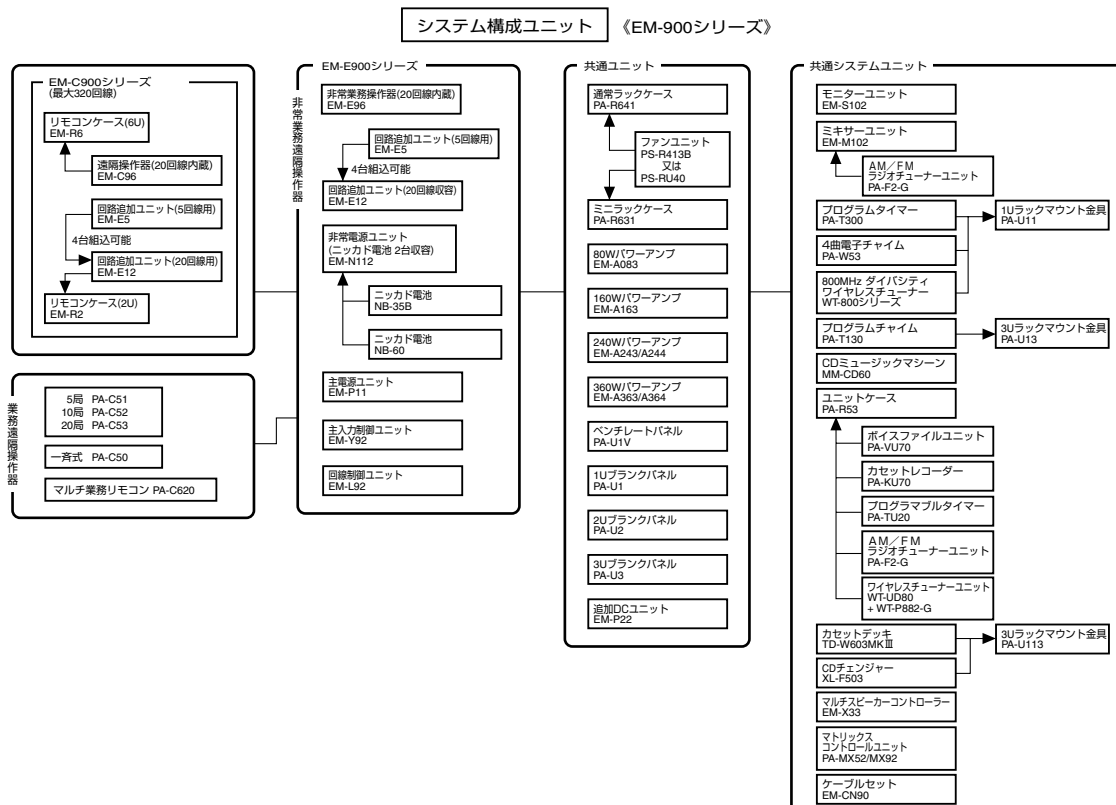 システム構成ユニット 《EM-900シリーズ》
EM-C900シリーズ
(最大320回線)
リモコンケース(6U)
EM-R6
遠隔操作器(20回線内蔵)
EM-C96
回路追加ユニット(5回線用)
EM-E5
4台組込可能
回路追加ユニット(20回線用)
EM-E12
リモコンケース(2U)
EM-R2
非常業務遠隔操作器
業務遠隔操作器
5局 PA-C51
10局 PA-C52
20局 PA-C53
一斉式 PA-C50
マルチ業務リモコン PA-C620
EM-E900シリーズ
非常業務操作器(20回線内蔵)
EM-E96
回路追加ユニット(5回線用)
EM-E5
4台組込可能
回路追加ユニット(20回線収容)
EM-E12
非常電源ユニット
(ニッカド電池 2台収容)
EM-N112
ニッカド電池
NB-35B
ニッカド電池
NB-60
主電源ユニット
EM-P11
主入力制御ユニット
EM-Y92
回線制御ユニット
EM-L92
共通ユニット
通常ラックケース
PA-R641
ファンユニット
PS-R413B
又は
PS-RU40
ミニラックケース
PA-R631
80Wパワーアンプ
EM-A083
160Wパワーアンプ
EM-A163
240Wパワーアンプ
EM-A243/A244
360Wパワーアンプ
EM-A363/A364
ベンチレートパネル
PA-U1V
1Uブランクパネル
PA-U1
2Uブランクパネル
PA-U2
3Uブランクパネル
PA-U3
追加DCユニット
EM-P22
共通システムユニット
モニターユニット
EM-S102
ミキサーユニット
EM-M102
AM／FM
ラジオチューナーユニット
PA-F2-G
プログラムタイマー
PA-T300
1Uラックマウント金具
PA-U11
4曲電子チャイム
PA-W53
800MHz ダイバシティ
ワイヤレスチューナー
WT-800シリーズ
プログラムチャイム
PA-T130
3Uラックマウント金具
PA-U13
CDミュージックマシーン
MM-CD60
ユニットケース
PA-R53
ボイスファイルユニット
PA-VU70
カセットレコーダー
PA-KU70
プログラマブルタイマー
PA-TU20
AM／FM
ラジオチューナーユニット
PA-F2-G
ワイヤレスチューナーユニット
WT-UD80
+ WT-P882-G
カセットデッキ
TD-W603MKⅢ
3Uラックマウント金具
PA-U113
CDチェンジャー
XL-F503
マルチスピーカーコントローラー
EM-X33
マトリックス
コントロールユニット
PA-MX52/MX92
ケーブルセット
EM-CN90